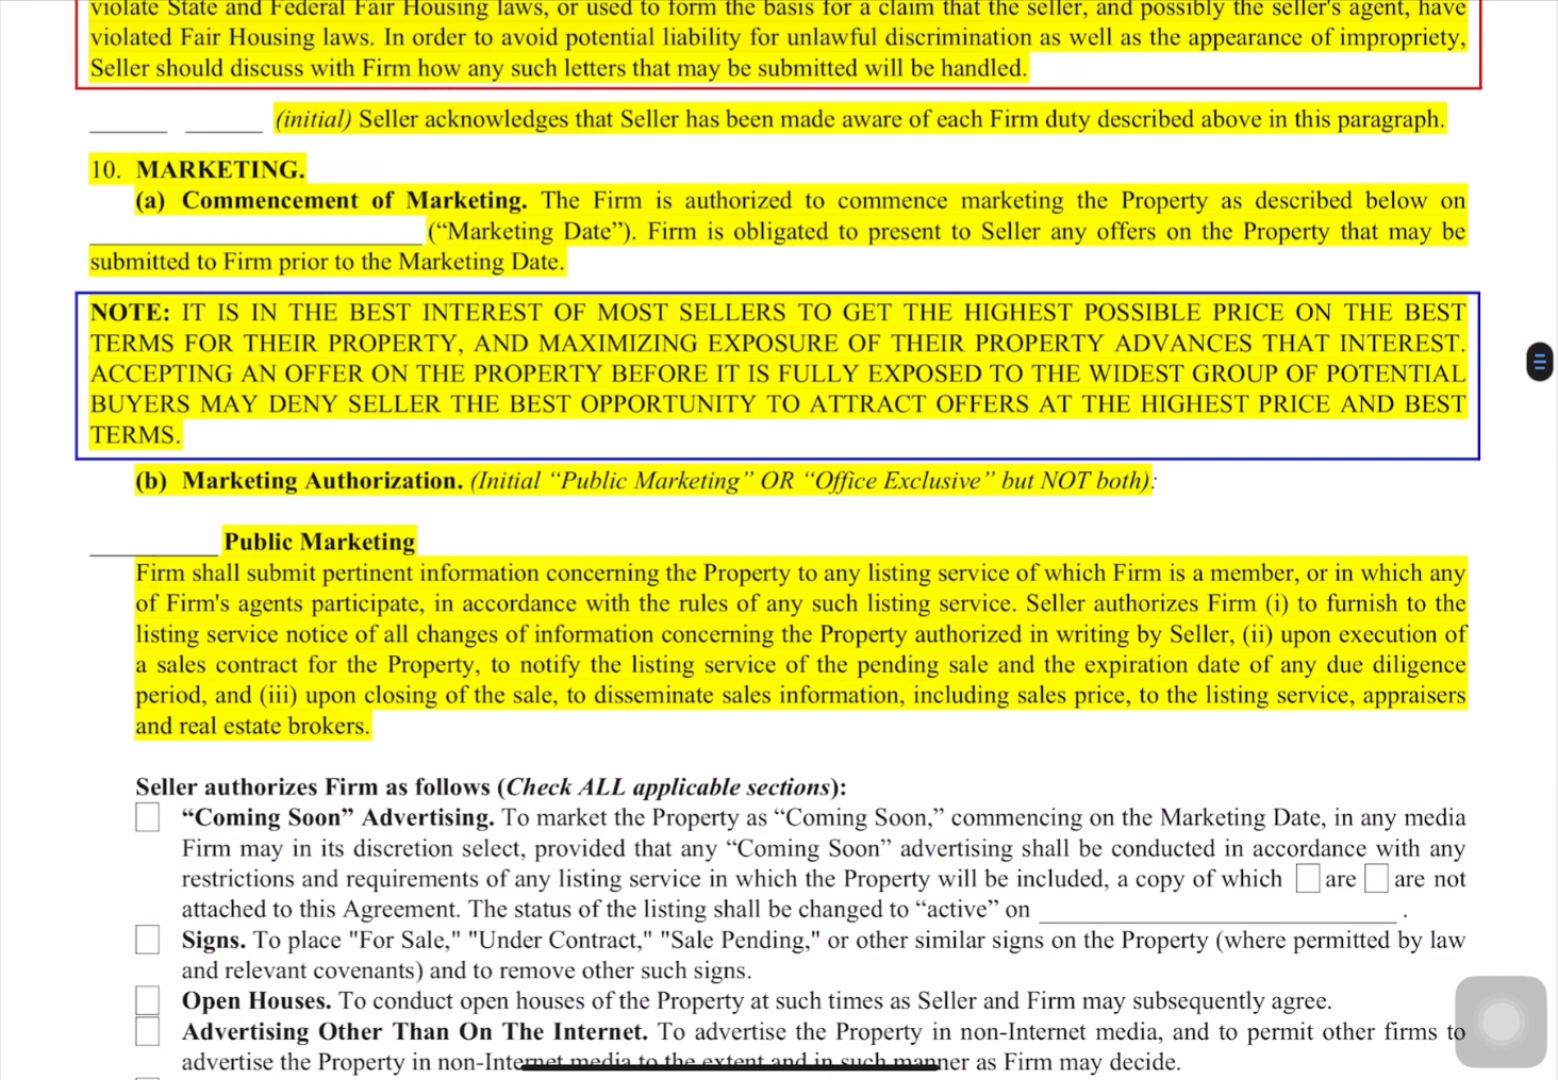 violate State and Federal Fair Housing laws, or used to form the basis for a claim that the seller, and possibly the seller's agent, have
violated Fair Housing laws. In order to avoid potential liability for unlawful discrimination as well as the appearance of impropriety,
Seller should discuss with Firm how any such letters that may be submitted will be handled.
________ ________ (initial) Seller acknowledges that Seller has been made aware of each Firm duty described above in this paragraph.
10. MARKETING.
(a) Commencement of Marketing. The Firm is authorized to commence marketing the Property as described below on
__________________________________ (“Marketing Date”). Firm is obligated to present to Seller any offers on the Property that may be
submitted to Firm prior to the Marketing Date.
NOTE: IT IS IN THE BEST INTEREST OF MOST SELLERS TO GET THE HIGHEST POSSIBLE PRICE ON THE BEST
TERMS FOR THEIR PROPERTY, AND MAXIMIZING EXPOSURE OF THEIR PROPERTY ADVANCES THAT INTEREST.
ACCEPTING AN OFFER ON THE PROPERTY BEFORE IT IS FULLY EXPOSED TO THE WIDEST GROUP OF POTENTIAL
BUYERS MAY DENY SELLER THE BEST OPPORTUNITY TO ATTRACT OFFERS AT THE HIGHEST PRICE AND BEST
TERMS.
(b) Marketing Authorization. (Initial “Public Marketing” OR “Office Exclusive” but NOT both):
_____________ Public Marketing
Firm shall submit pertinent information concerning the Property to any listing service of which Firm is a member, or in which any
of Firm's agents participate, in accordance with the rules of any such listing service. Seller authorizes Firm (i) to furnish to the
listing service notice of all changes of information concerning the Property authorized in writing by Seller, (ii) upon execution of
a sales contract for the Property, to notify the listing service of the pending sale and the expiration date of any due diligence
period, and (iii) upon closing of the sale, to disseminate sales information, including sales price, to the listing service, appraisers
and real estate brokers.
Seller authorizes Firm as follows (Check ALL applicable sections):
“Coming Soon” Advertising. To market the Property as “Coming Soon,” commencing on the Marketing Date, in any media
Firm may in its discretion select, provided that any “Coming Soon” advertising shall be conducted in accordance with any
restrictions and requirements of any listing service in which the Property will be included, a copy of which are are not
attached to this Agreement. The status of the listing shall be changed to “active” on ____________________________________ .
Signs. To place "For Sale," "Under Contract," "Sale Pending," or other similar signs on the Property (where permitted by law
and relevant covenants) and to remove other such signs.
Open Houses. To conduct open houses of the Property at such times as Seller and Firm may subsequently agree.
Advertising Other Than On The Internet. To advertise the Property in non-Internet media, and to permit other firms to
advertise the Property in non-Internet media to the extent and in such manner as Firm may decide.